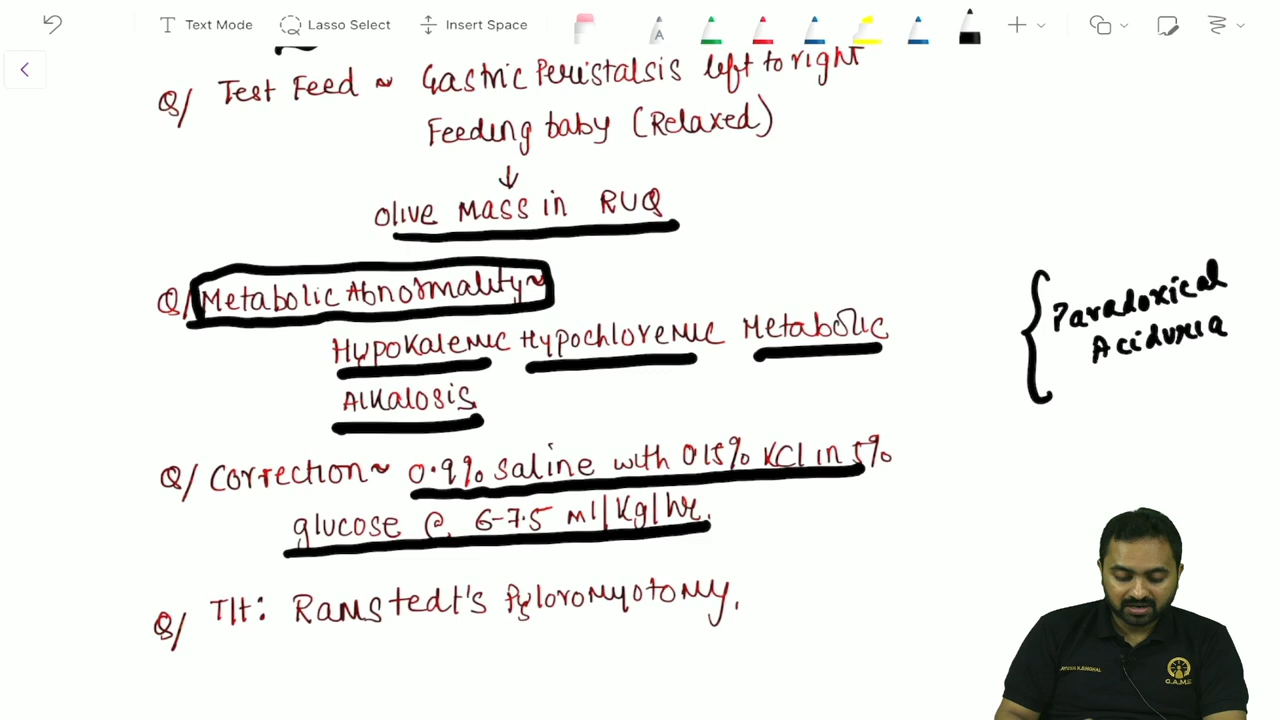 Text Mode
Lasso Select
Insert Space
Q/ Test Feed ~ Gastric Peristalsis left to right
Feeding baby (Relaxed)
↓
Olive Mass in RUQ
Q/ Metabolic Abnormality ~
Hypokalemic Hypochloremic Metabolic
Alkalosis
{ Paradoxical
Aciduria
Q/ Correction ~ 0.9% saline with 0.15% KCl in 5%
glucose @ 6-7.5 ml/Kg/hr.
Q/ T/t: Ramstedt's Pyloromyotomy.
G.A.M.S